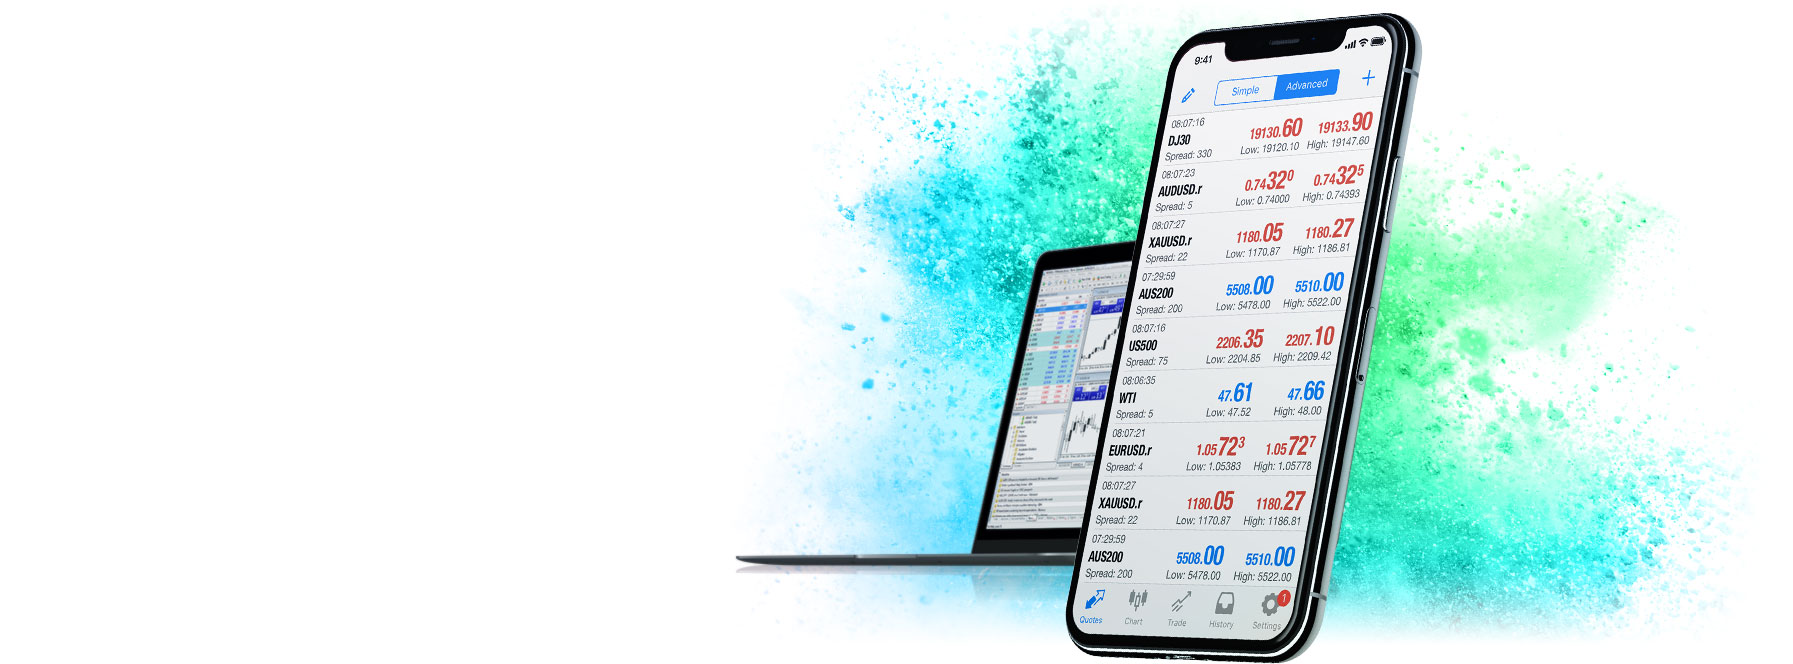 9:41
Simple Advanced +
08:07:16
DJ30 19130.60 19133.90
Spread: 330 Low: 19120.10 High: 19147.60
08:07:23
AUDUSD.r 0.74320 0.74325
Spread: 5 Low: 0.74000 High: 0.74393
08:07:27
XAUUSD.r 1180.05 1180.27
Spread: 22 Low: 1170.87 High: 1186.81
07:29:59
AUS200 5508.00 5510.00
Spread: 200 Low: 5478.00 High: 5522.00
08:07:16
US500 2206.35 2207.10
Spread: 75 Low: 2204.85 High: 2209.42
08:06:35
WTI 47.61 47.66
Spread: 5 Low: 47.52 High: 48.00
08:07:21
EURUSD.r 1.05723 1.05727
Spread: 4 Low: 1.05383 High: 1.05778
08:07:27
XAUUSD.r 1180.05 1180.27
Spread: 22 Low: 1170.87 High: 1186.81
07:29:59
AUS200 5508.00 5510.00
Spread: 200 Low: 5478.00 High: 5522.00
1
Quotes Chart Trade History Settings